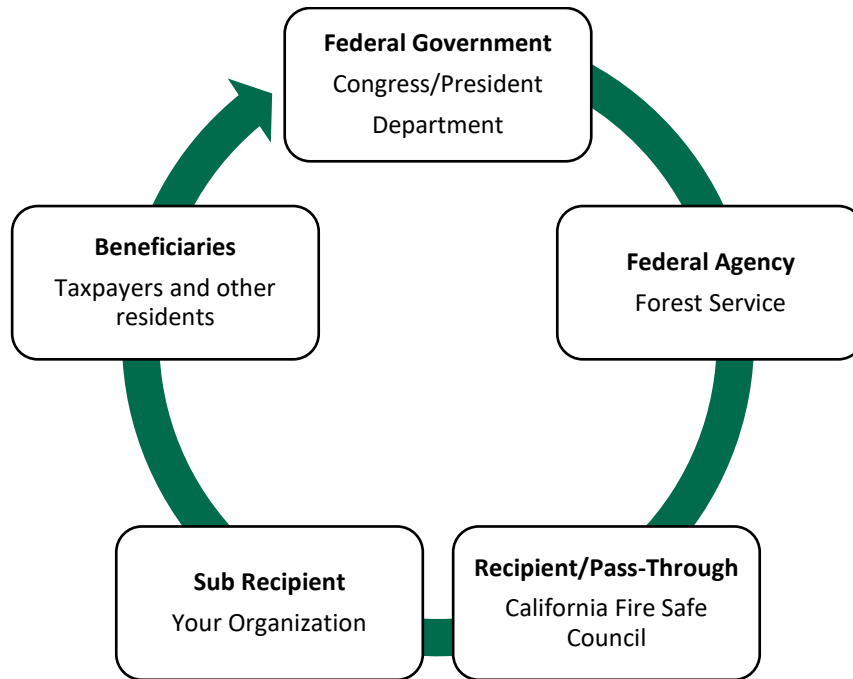 Federal Government
Congress/President
Department
Federal Agency
Forest Service
Recipient/Pass-Through
California Fire Safe
Council
Sub Recipient
Your Organization
Beneficiaries
Taxpayers and other
residents